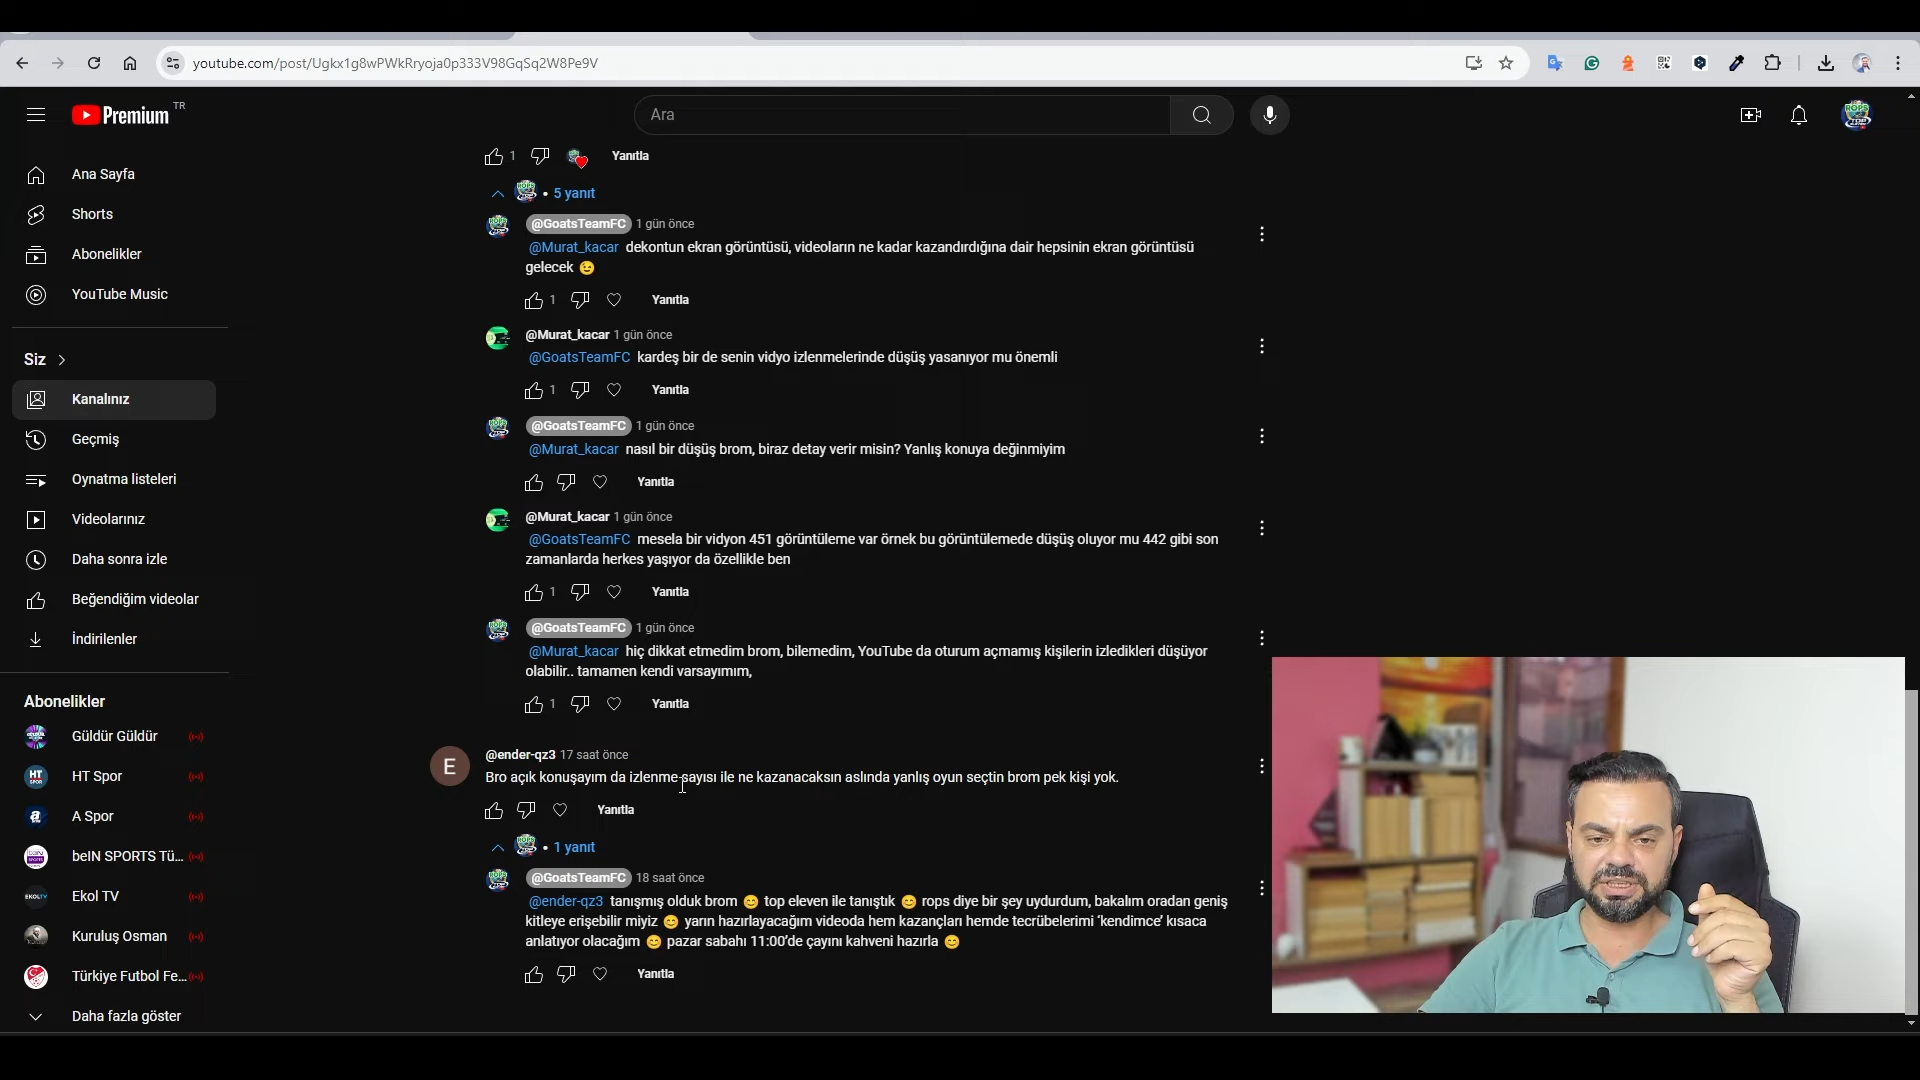 youtube.com/post/Ugkx1g8wPWkRryoja0p333V98GqSq2W8Pe9V
Premium TR
Ara
Ana Sayfa
Shorts
Abonelikler
YouTube Music
Siz
Kanalınız
Geçmiş
Oynatma listeleri
Videolarınız
Daha sonra izle
Beğendiğim videolar
İndirilenler
Abonelikler
Güldür Güldür
HT Spor
A Spor
beIN SPORTS Tü...
Ekol TV
Kuruluş Osman
Türkiye Futbol Fe...
Daha fazla göster
1 Yanıtla
• 5 yanıt
@GoatsTeamFC 1 gün önce
@Murat_kacar dekontun ekran görüntüsü, videoların ne kadar kazandırdığına dair hepsinin ekran görüntüsü
gelecek 😉
1 Yanıtla
@Murat_kacar 1 gün önce
@GoatsTeamFC kardeş bir de senin vidyo izlenmelerinde düşüş yasanıyor mu önemli
1 Yanıtla
@GoatsTeamFC 1 gün önce
@Murat_kacar nasıl bir düşüş brom, biraz detay verir misin? Yanlış konuya değinmiyim
Yanıtla
@Murat_kacar 1 gün önce
@GoatsTeamFC mesela bir vidyon 451 görüntüleme var örnek bu görüntülemede düşüş oluyor mu 442 gibi son
zamanlarda herkes yaşıyor da özellikle ben
1 Yanıtla
@GoatsTeamFC 1 gün önce
@Murat_kacar hiç dikkat etmedim brom, bilemedim, YouTube da oturum açmamış kişilerin izledikleri düşüyor
olabilir.. tamamen kendi varsayımım,
1 Yanıtla
E
@ender-qz3 17 saat önce
Bro açık konuşayım da izlenme sayısı ile ne kazanacaksın aslında yanlış oyun seçtin brom pek kişi yok.
Yanıtla
• 1 yanıt
@GoatsTeamFC 18 saat önce
@ender-qz3 tanışmış olduk brom 😊 top eleven ile tanıştık 😊 rops diye bir şey uydurdum, bakalım oradan geniş
kitleye erişebilir miyiz 😊 yarın hazırlayacağım videoda hem kazançları hemde tecrübelerimi ‘kendimce’ kısaca
anlatıyor olacağım 😊 pazar sabahı 11:00’de çayını kahveni hazırla 😊
Yanıtla